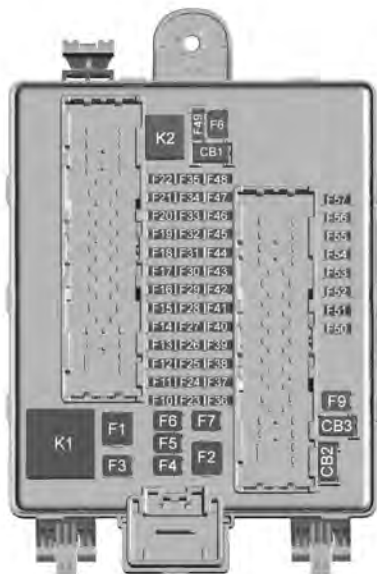 F49 F8
K2
CB1
F22 F35 F48
F21 F34 F47 F57
F20 F33 F46 F56
F19 F32 F45 F55
F18 F31 F44 F54
F17 F30 F43 F53
F16 F29 F42 F52
F15 F28 F41 F51
F14 F27 F40 F50
F13 F26 F39
F12 F25 F38
F11 F24 F37
F10 F23 F36
F9
K1 F1 F6 F7 CB3
F5
F3 F4 F2 CB2